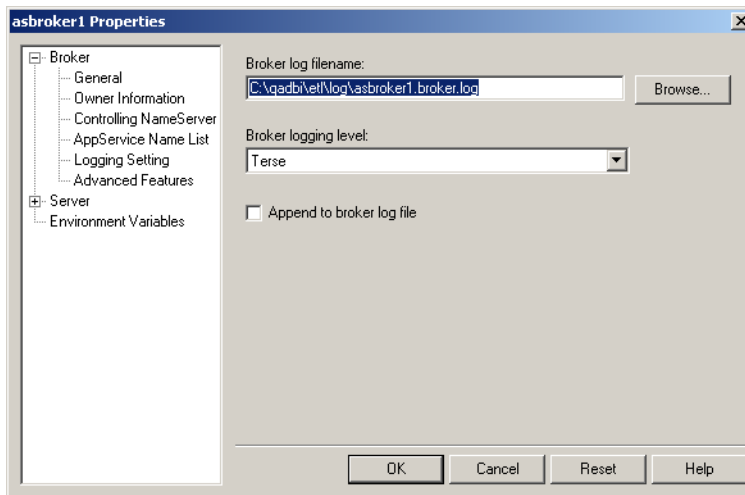 asbroker1 Properties
Broker
General
Owner Information
Controlling NameServer
AppService Name List
Logging Setting
Advanced Features
Server
Environment Variables
Broker log filename:
C:\qadbi\etl\log\asbroker1.broker.log
Browse...
Broker logging level:
Terse
Append to broker log file
OK
Cancel
Reset
Help